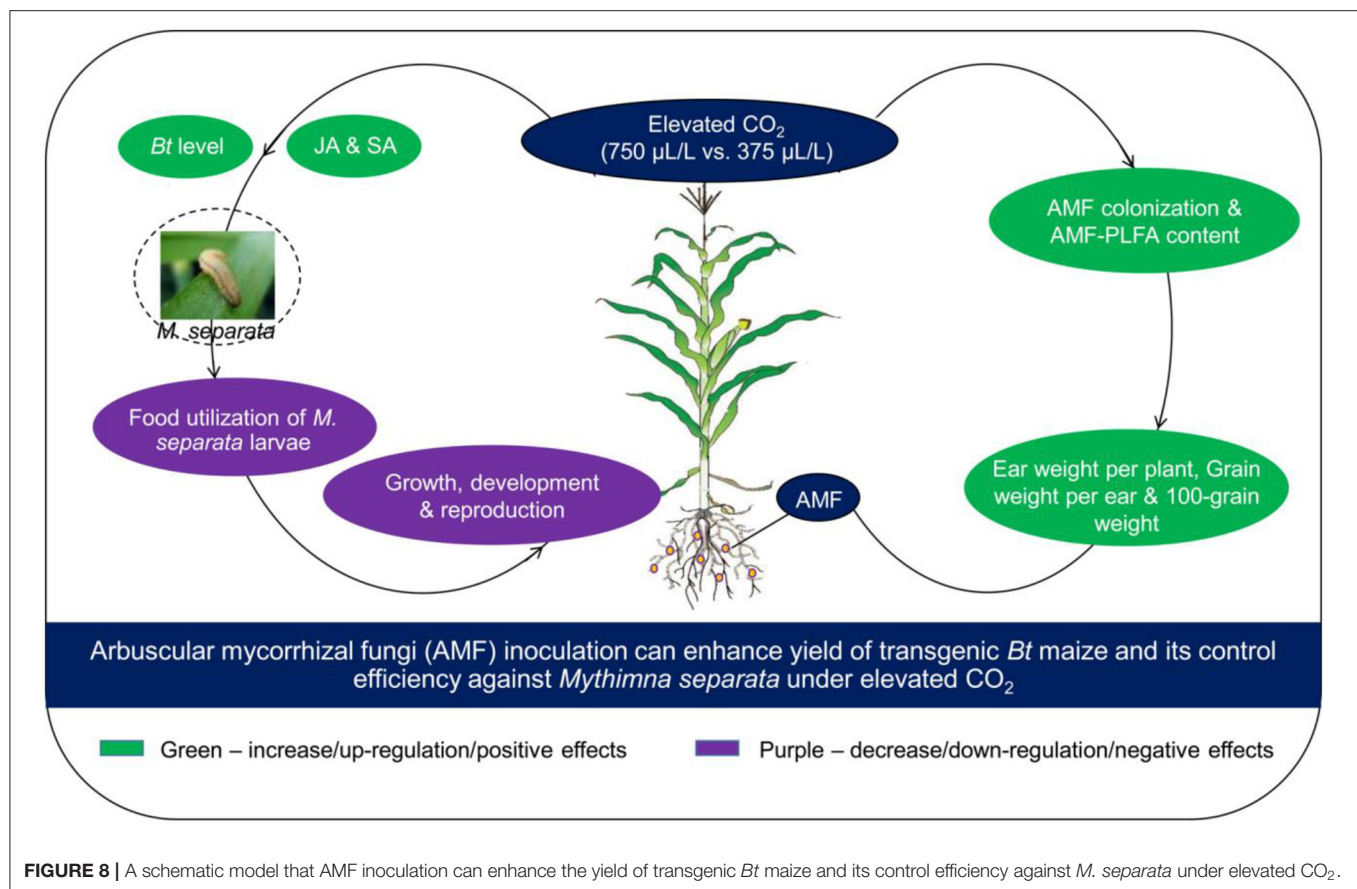 Elevated CO₂
(750 µL/L vs. 375 µL/L)
Bt level
JA & SA
M. separata
Food utilization of M.
separata larvae
Growth, development
& reproduction
AMF colonization &
AMF-PLFA content
Ear weight per plant, Grain
weight per ear & 100-grain
weight
AMF
Arbuscular mycorrhizal fungi (AMF) inoculation can enhance yield of transgenic Bt maize and its control
efficiency against Mythimna separata under elevated CO₂
Green – increase/up-regulation/positive effects
Purple – decrease/down-regulation/negative effects
FIGURE 8 | A schematic model that AMF inoculation can enhance the yield of transgenic Bt maize and its control efficiency against M. separata under elevated CO₂.